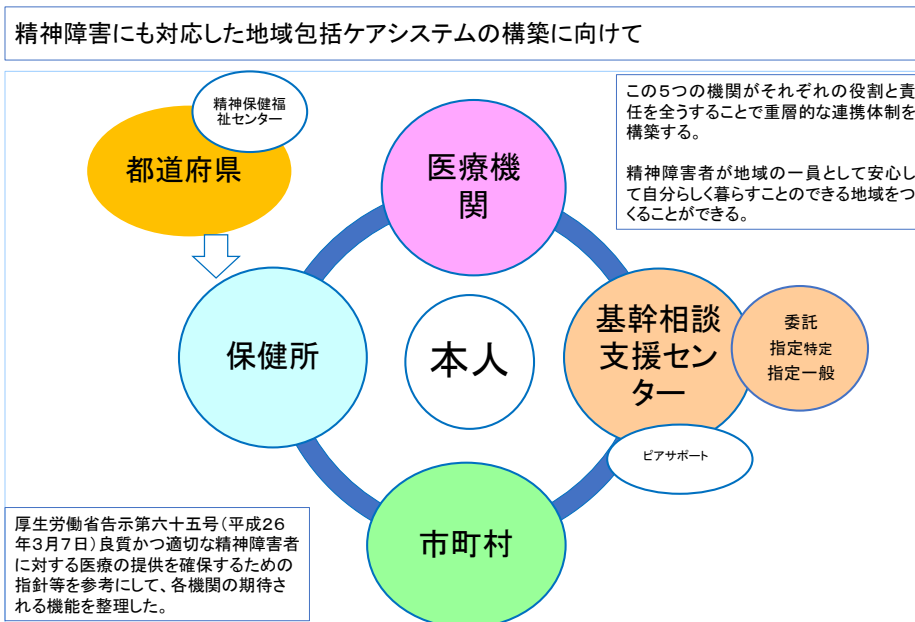 精神障害にも対応した地域包括ケアシステムの構築に向けて
精神保健福
祉センター
都道府県
医療機
関
この5つの機関がそれぞれの役割と責
任を全うすることで重層的な連携体制を
構築する。
精神障害者が地域の一員として安心し
て自分らしく暮らすことのできる地域をつ
くることができる。
保健所
本人
基幹相談
支援セン
ター
委託
指定特定
指定一般
ピアサポート
市町村
厚生労働省告示第六十五号(平成26
年3月7日)良質かつ適切な精神障害者
に対する医療の提供を確保するための
指針等を参考にして、各機関の期待さ
れる機能を整理した。